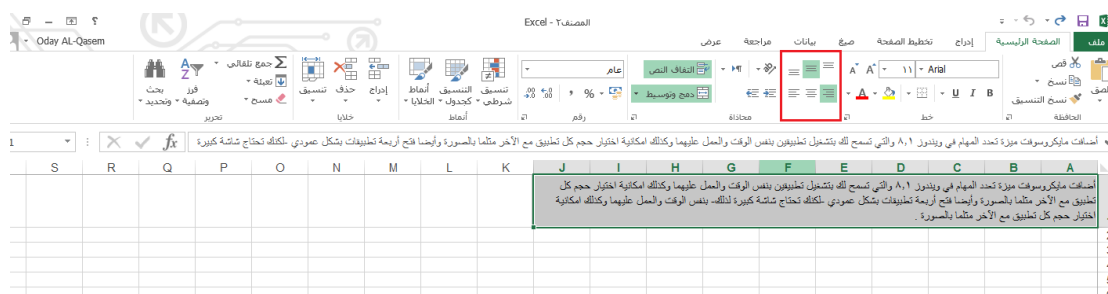 المصنف٢ - Excel
Oday AL-Qasem
ملف الصفحة الرئيسية إدراج تخطيط الصفحة صيغ بيانات مراجعة عرض
قص
نسخ
نسخ التنسيق
الحافظة
Arial ١١
B I U
خط
التفاف النص
دمج وتوسيط
محاذاة
عام
%
رقم
تنسيق شرطي
التنسيق كجدول
أنماط الخلايا
أنماط
إدراج حذف تنسيق
خلايا
جمع تلقائي
تعبئة
مسح
فرز وتصفية
بحث وتحديد
تحرير
fx أضافت مايكروسوفت ميزة تعدد المهام في ويندوز ٨,١ والتي تسمح لك بتشغيل تطبيقين بنفس الوقت والعمل عليهما وكذلك امكانية اختيار حجم كل تطبيق مع الآخر مثلما بالصورة وأيضا فتح أربعة تطبيقات بشكل عمودي -لكنك تحتاج شاشة كبيرة
A B C D E F G H I J K L M N O P Q R S
أضافت مايكروسوفت ميزة تعدد المهام في ويندوز ٨,١ والتي تسمح لك بتشغيل تطبيقين بنفس الوقت والعمل عليهما وكذلك امكانية اختيار حجم كل
تطبيق مع الآخر مثلما بالصورة وأيضا فتح أربعة تطبيقات بشكل عمودي -لكنك تحتاج شاشة كبيرة لذلك- بنفس الوقت والعمل عليهما وكذلك امكانية
اختيار حجم كل تطبيق مع الآخر مثلما بالصورة .